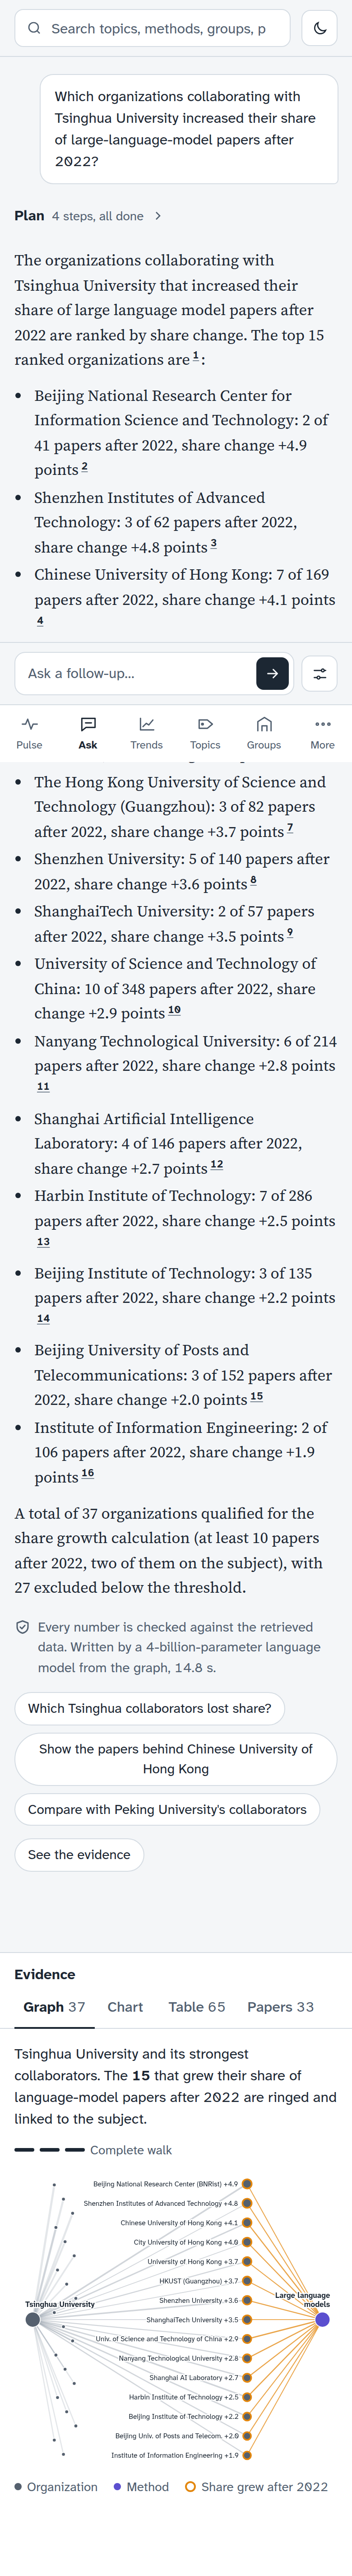 Search topics, methods, groups, p
Which organizations collaborating with
Tsinghua University increased their share
of large-language-model papers after
2022?
Plan 4 steps, all done
The organizations collaborating with
Tsinghua University that increased their
share of large language model papers after
2022 are ranked by share change. The top 15
ranked organizations are 1 :
• Beijing National Research Center for
Information Science and Technology: 2 of
41 papers after 2022, share change +4.9
points 2
• Shenzhen Institutes of Advanced
Technology: 3 of 62 papers after 2022,
share change +4.8 points 3
• Chinese University of Hong Kong: 7 of 169
papers after 2022, share change +4.1 points
4
Ask a follow-up...
Pulse Ask Trends Topics Groups More
• The Hong Kong University of Science and
Technology (Guangzhou): 3 of 82 papers
after 2022, share change +3.7 points 7
• Shenzhen University: 5 of 140 papers after
2022, share change +3.6 points 8
• ShanghaiTech University: 2 of 57 papers
after 2022, share change +3.5 points 9
• University of Science and Technology of
China: 10 of 348 papers after 2022, share
change +2.9 points 10
• Nanyang Technological University: 6 of 214
papers after 2022, share change +2.8 points
11
• Shanghai Artificial Intelligence
Laboratory: 4 of 146 papers after 2022,
share change +2.7 points 12
• Harbin Institute of Technology: 7 of 286
papers after 2022, share change +2.5 points
13
• Beijing Institute of Technology: 3 of 135
papers after 2022, share change +2.2 points
14
• Beijing University of Posts and
Telecommunications: 3 of 152 papers after
2022, share change +2.0 points 15
• Institute of Information Engineering: 2 of
106 papers after 2022, share change +1.9
points 16
A total of 37 organizations qualified for the
share growth calculation (at least 10 papers
after 2022, two of them on the subject), with
27 excluded below the threshold.
Every number is checked against the retrieved
data. Written by a 4-billion-parameter language
model from the graph, 14.8 s.
Which Tsinghua collaborators lost share?
Show the papers behind Chinese University of
Hong Kong
Compare with Peking University's collaborators
See the evidence
Evidence
Graph 37 Chart Table 65 Papers 33
Tsinghua University and its strongest
collaborators. The 15 that grew their share of
language-model papers after 2022 are ringed and
linked to the subject.
Complete walk
Beijing National Research Center (BNRist) +4.9
Shenzhen Institutes of Advanced Technology +4.8
Chinese University of Hong Kong +4.1
City University of Hong Kong +4.0
University of Hong Kong +3.7
HKUST (Guangzhou) +3.7
Large language
models
Tsinghua University
Shenzhen University +3.6
ShanghaiTech University +3.5
Univ. of Science and Technology of China +2.9
Nanyang Technological University +2.8
Shanghai AI Laboratory +2.7
Harbin Institute of Technology +2.5
Beijing Institute of Technology +2.2
Beijing Univ. of Posts and Telecomm. +2.0
Institute of Information Engineering +1.9
Organization Method Share grew after 2022